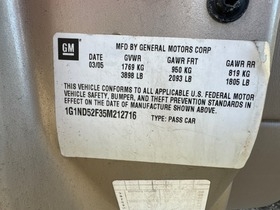 GM
MFD BY GENERAL MOTORS CORP
DATE GVWR GAWR FRT GAWR RR
03/05 1769 KG 950 KG 819 KG
3898 LB 2093 LB 1805 LB
THIS VEHICLE CONFORMS TO ALL APPLICABLE U.S. FEDERAL MOTOR
VEHICLE SAFETY, BUMPER, AND THEFT PREVENTION STANDARDS IN
EFFECT ON THE DATE OF MANUFACTURE SHOWN ABOVE.
1G1ND52F35M212716
TYPE: PASS CAR